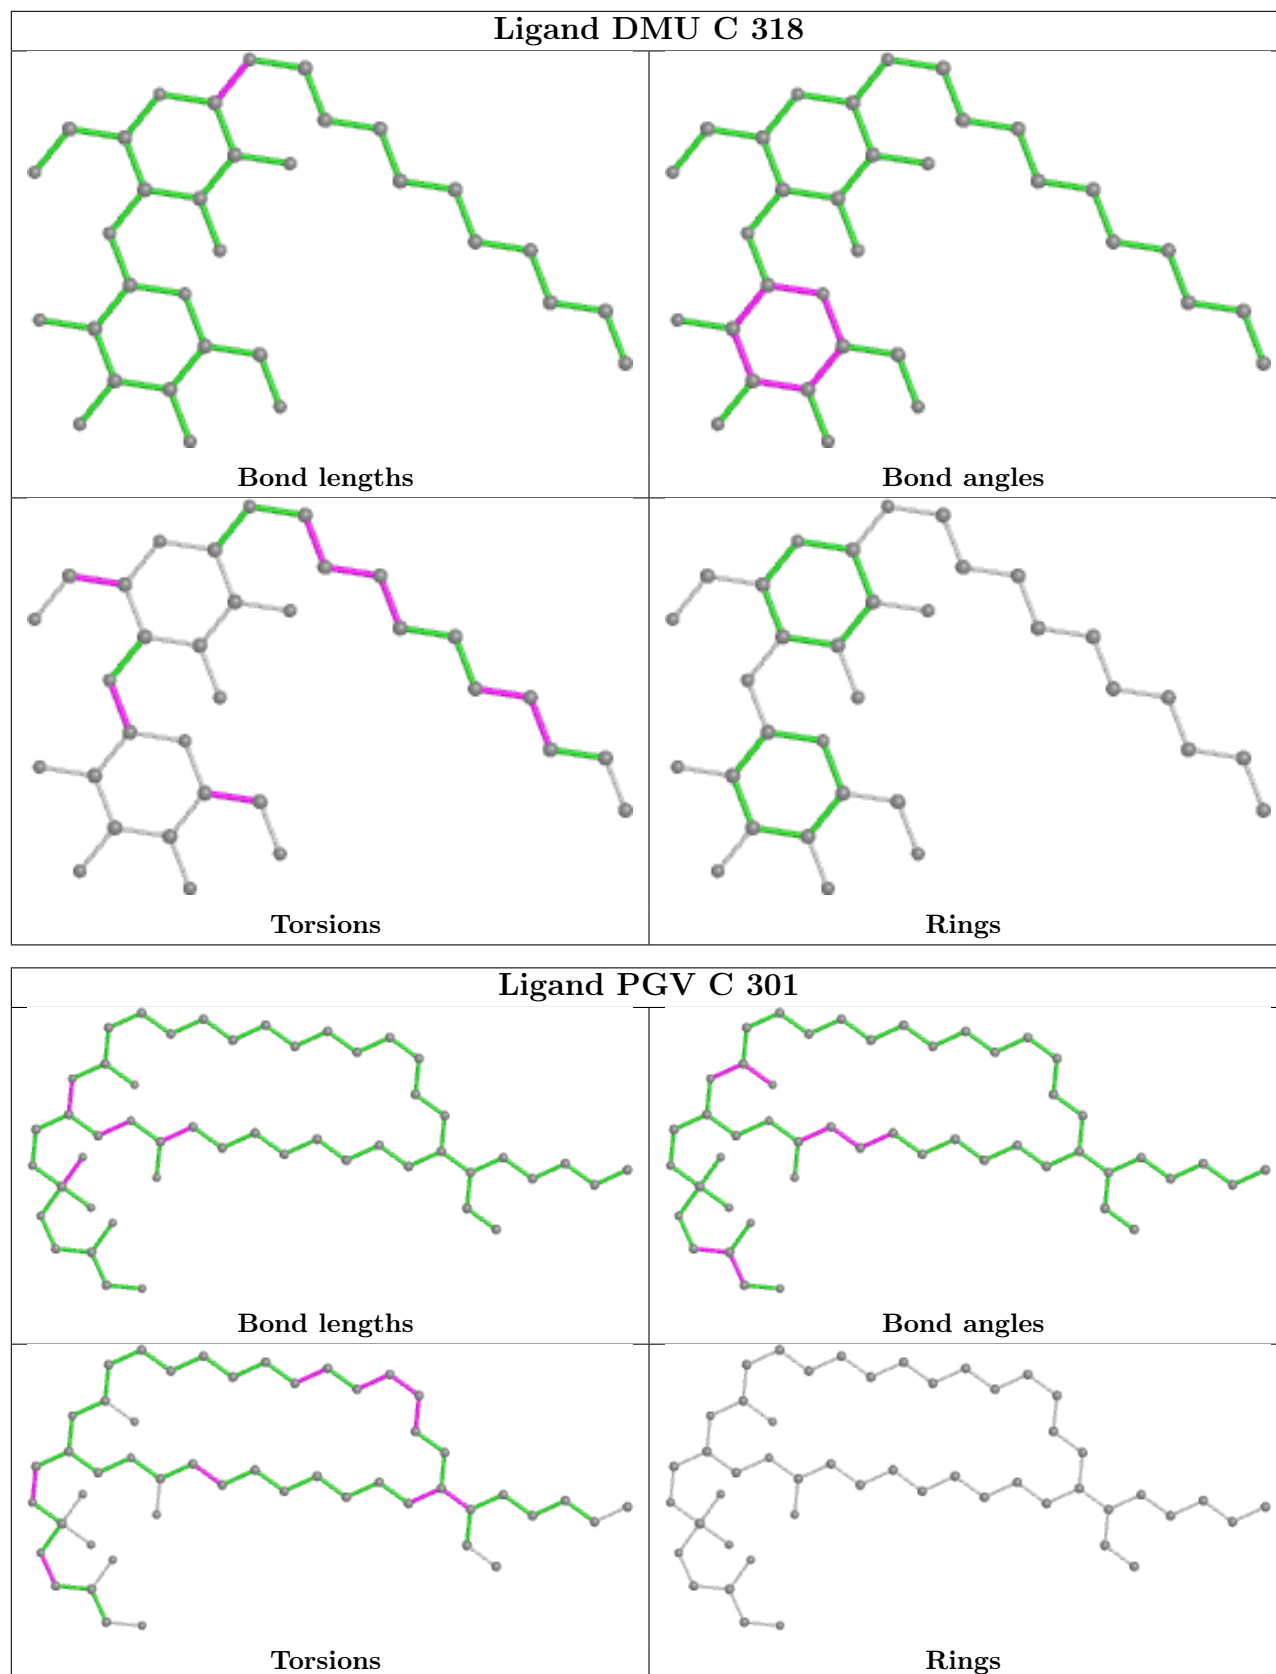 Ligand DMU C 318
Bond lengths
Bond angles
Torsions
Rings
Ligand PGV C 301
Bond lengths
Bond angles
Torsions
Rings